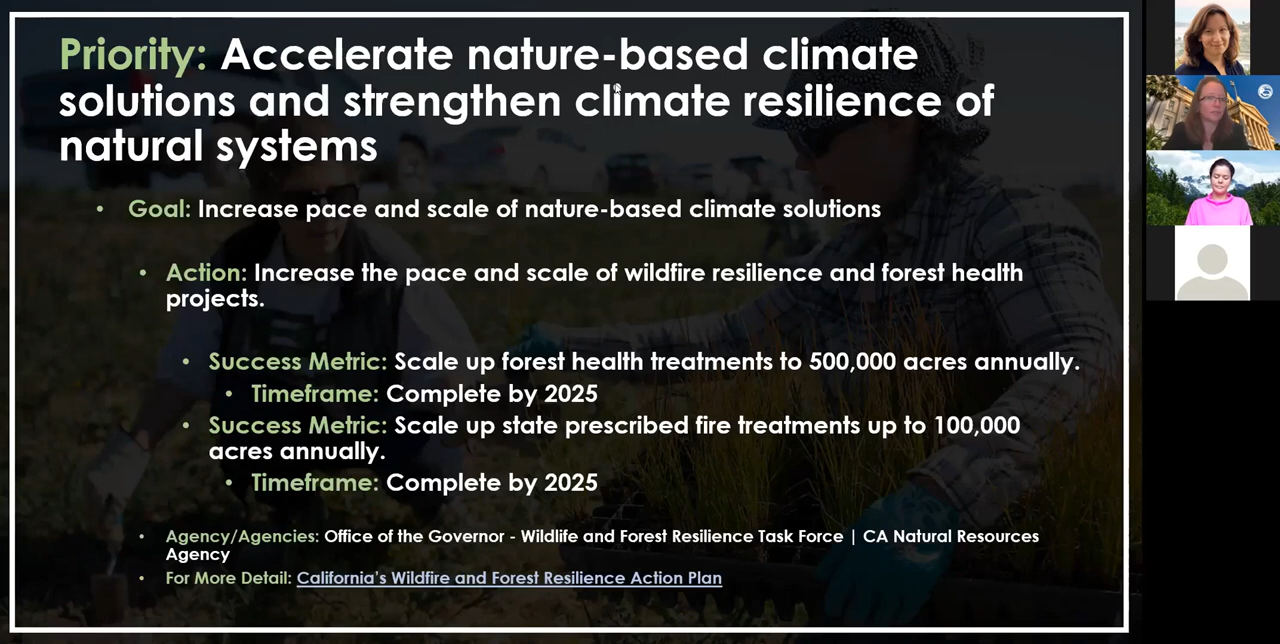 Priority: Accelerate nature-based climate
solutions and strengthen climate resilience of
natural systems
• Goal: Increase pace and scale of nature-based climate solutions
• Action: Increase the pace and scale of wildfire resilience and forest health
projects.
• Success Metric: Scale up forest health treatments to 500,000 acres annually.
• Timeframe: Complete by 2025
• Success Metric: Scale up state prescribed fire treatments up to 100,000
acres annually.
• Timeframe: Complete by 2025
• Agency/Agencies: Office of the Governor - Wildlife and Forest Resilience Task Force | CA Natural Resources
Agency
• For More Detail: California's Wildfire and Forest Resilience Action Plan